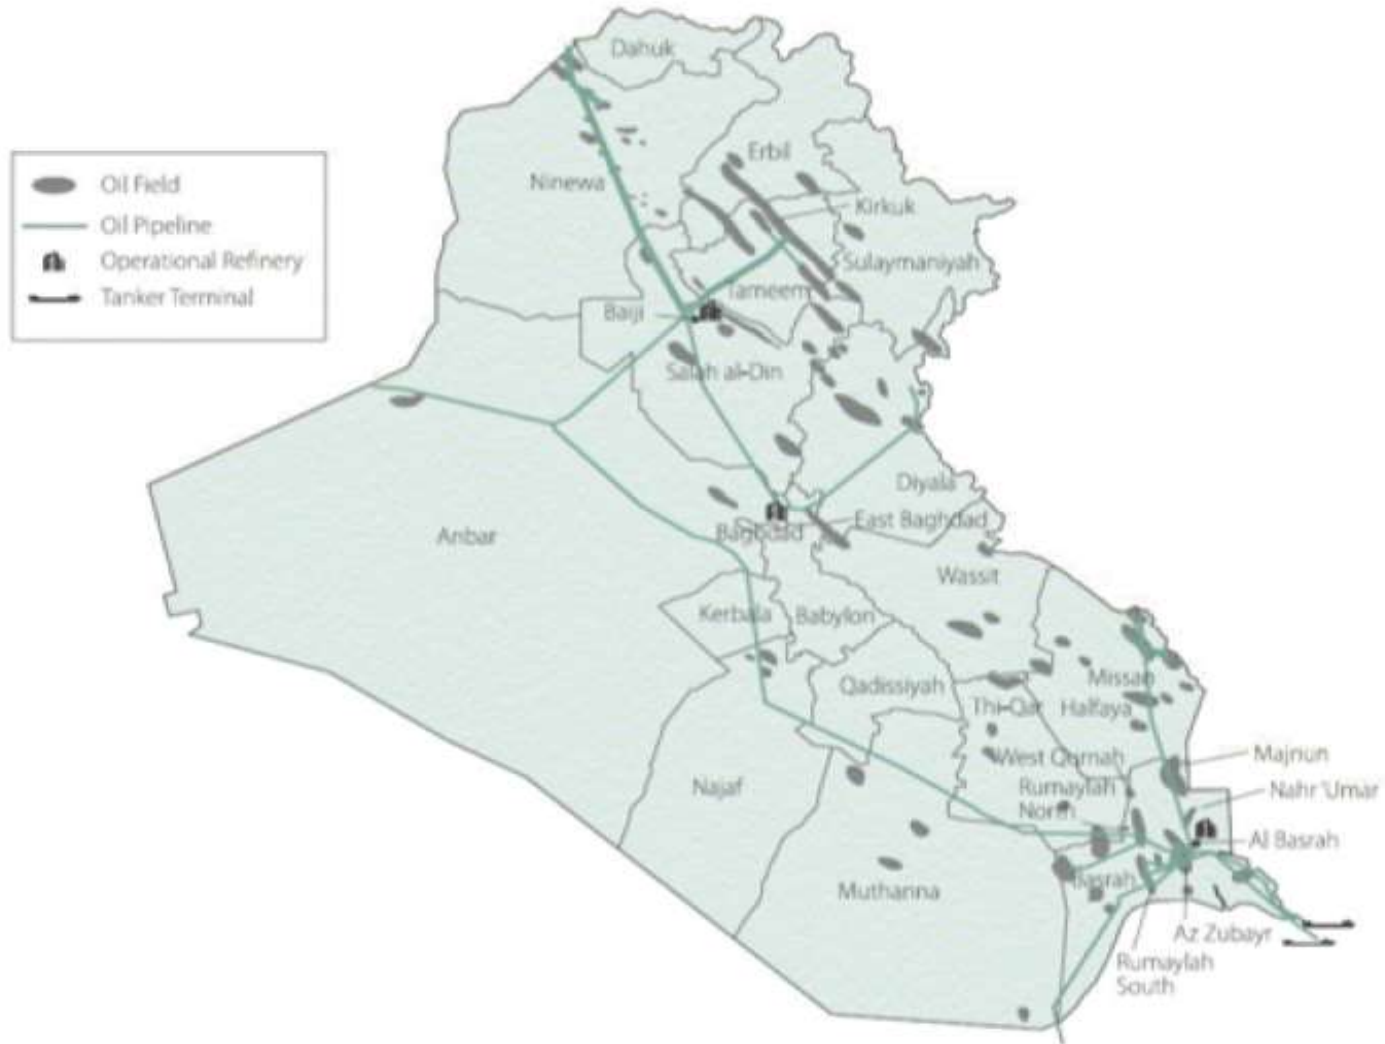 Dahuk
Erbil
Oil Field
Ninewa
Kirkuk
Oil Pipeline
Operational Refinery
Sulaymaniyah
Tanker Terminal
Tameem
Baiji
Salah al-Din
Diyala
East Baghdad
Baghdad
Anbar
Wassit
Kerbala
Babylon
Missan
Qadissiyah
Thi-Qar
Halfaya
West Qurnah
Majnun
Najaf
Rumaylah
North
Nahr 'Umar
Al Basrah
Basrah
Muthanna
Az Zubayr
Rumaylah
South